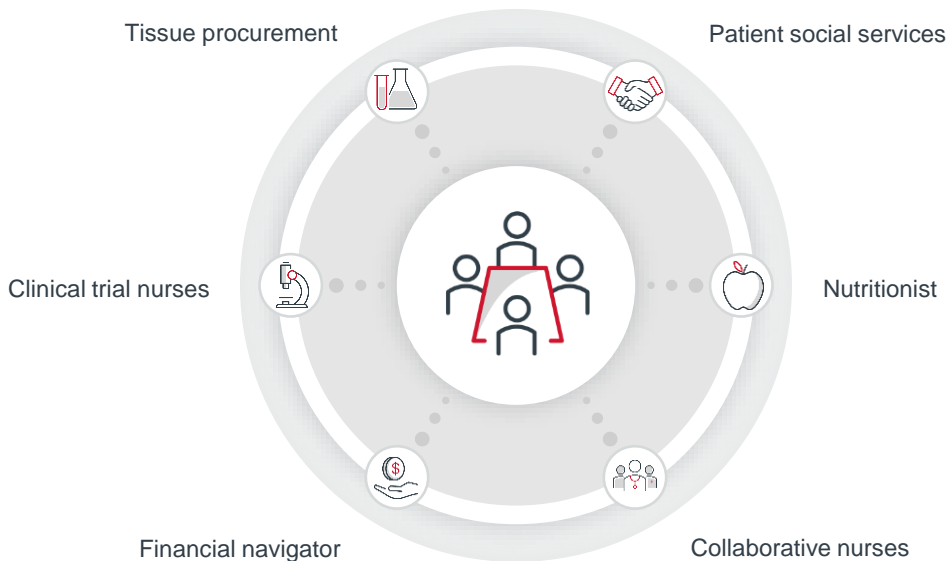 Tissue procurement
Patient social services
Clinical trial nurses
$
Nutritionist
Financial navigator
Collaborative nurses